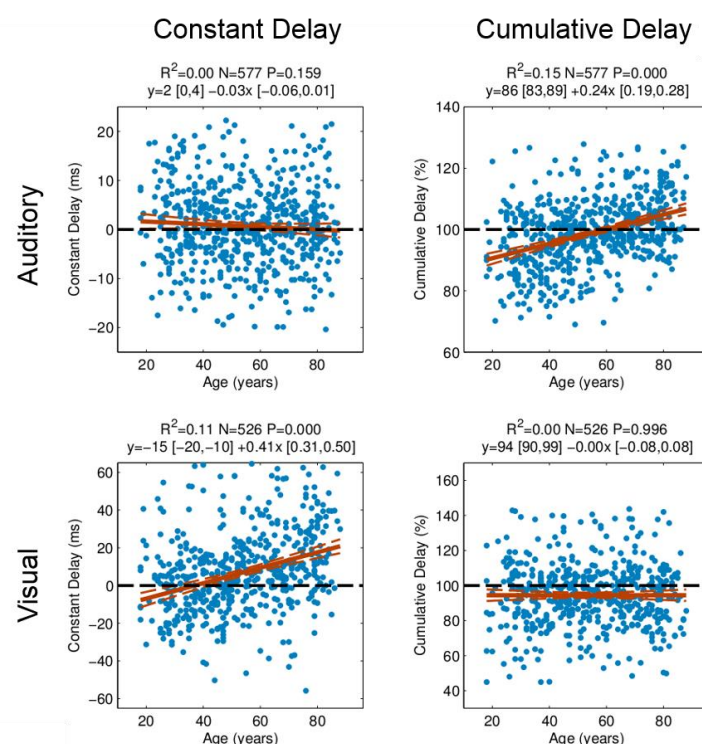 Constant Delay
Cumulative Delay
Auditory
R²=0.00 N=577 P=0.159
y=2 [0,4] −0.03x [−0.06,0.01]
20
10
0
−10
−20
Constant Delay (ms)
20 40 60 80
Age (years)
R²=0.15 N=577 P=0.000
y=86 [83,89] +0.24x [0.19,0.28]
140
120
100
80
60
Cumulative Delay (%)
20 40 60 80
Age (years)
Visual
R²=0.11 N=526 P=0.000
y=−15 [−20,−10] +0.41x [0.31,0.50]
60
40
20
0
−20
−40
−60
Constant Delay (ms)
20 40 60 80
Age (years)
R²=0.00 N=526 P=0.996
y=94 [90,99] −0.00x [−0.08,0.08]
160
140
120
100
80
60
40
Cumulative Delay (%)
20 40 60 80
Age (years)